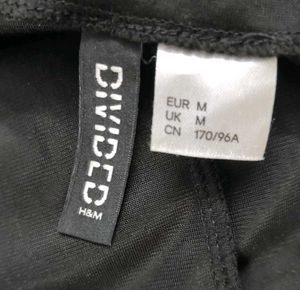 DIVIDED
H&M
EUR M
UK M
CN 170/96A